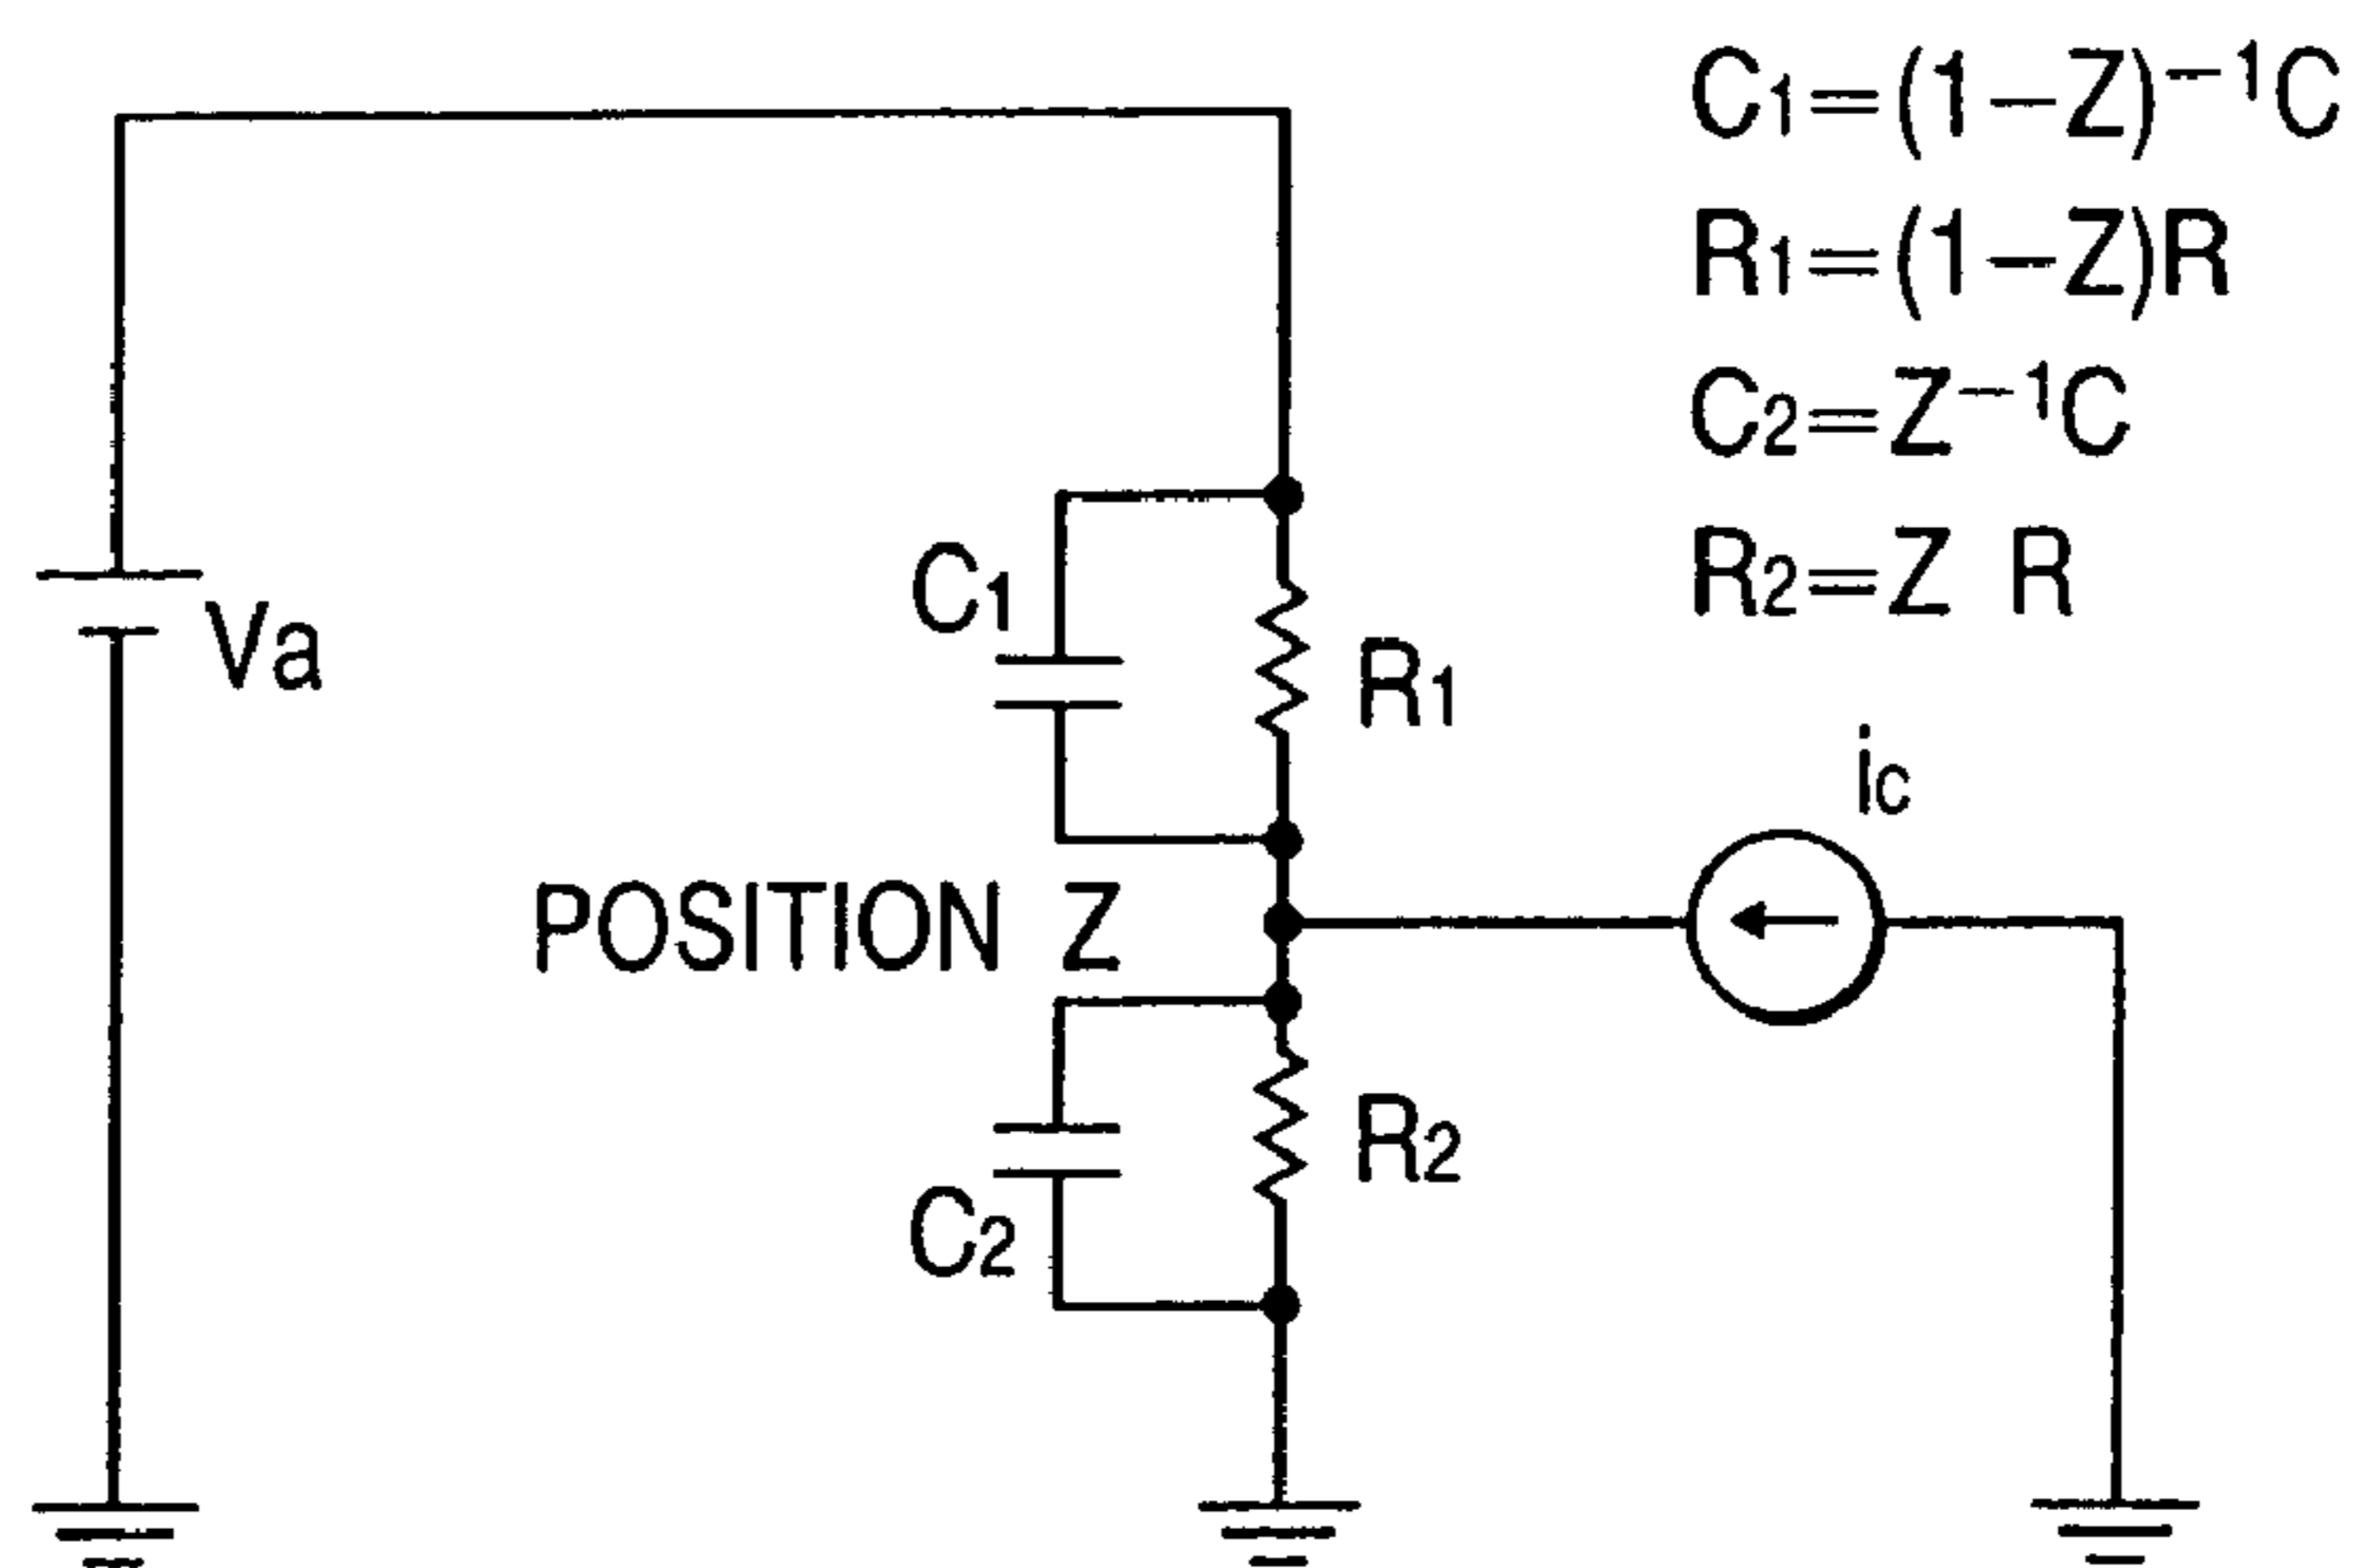 C₁=(1−Z)⁻¹C
R₁=(1−Z)R
C₂=Z⁻¹C
R₂=Z R
Va
C₁
R₁
ic
POSITION Z
R₂
C₂